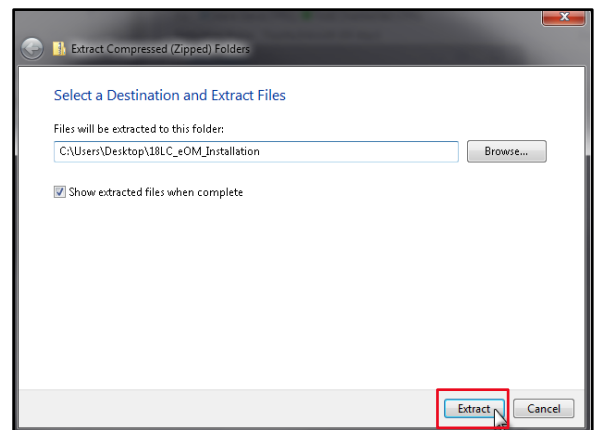 Extract Compressed (Zipped) Folders
Select a Destination and Extract Files
Files will be extracted to this folder:
C:\Users\Desktop\18LC_eOM_Installation
Browse...
Show extracted files when complete
Extract
Cancel